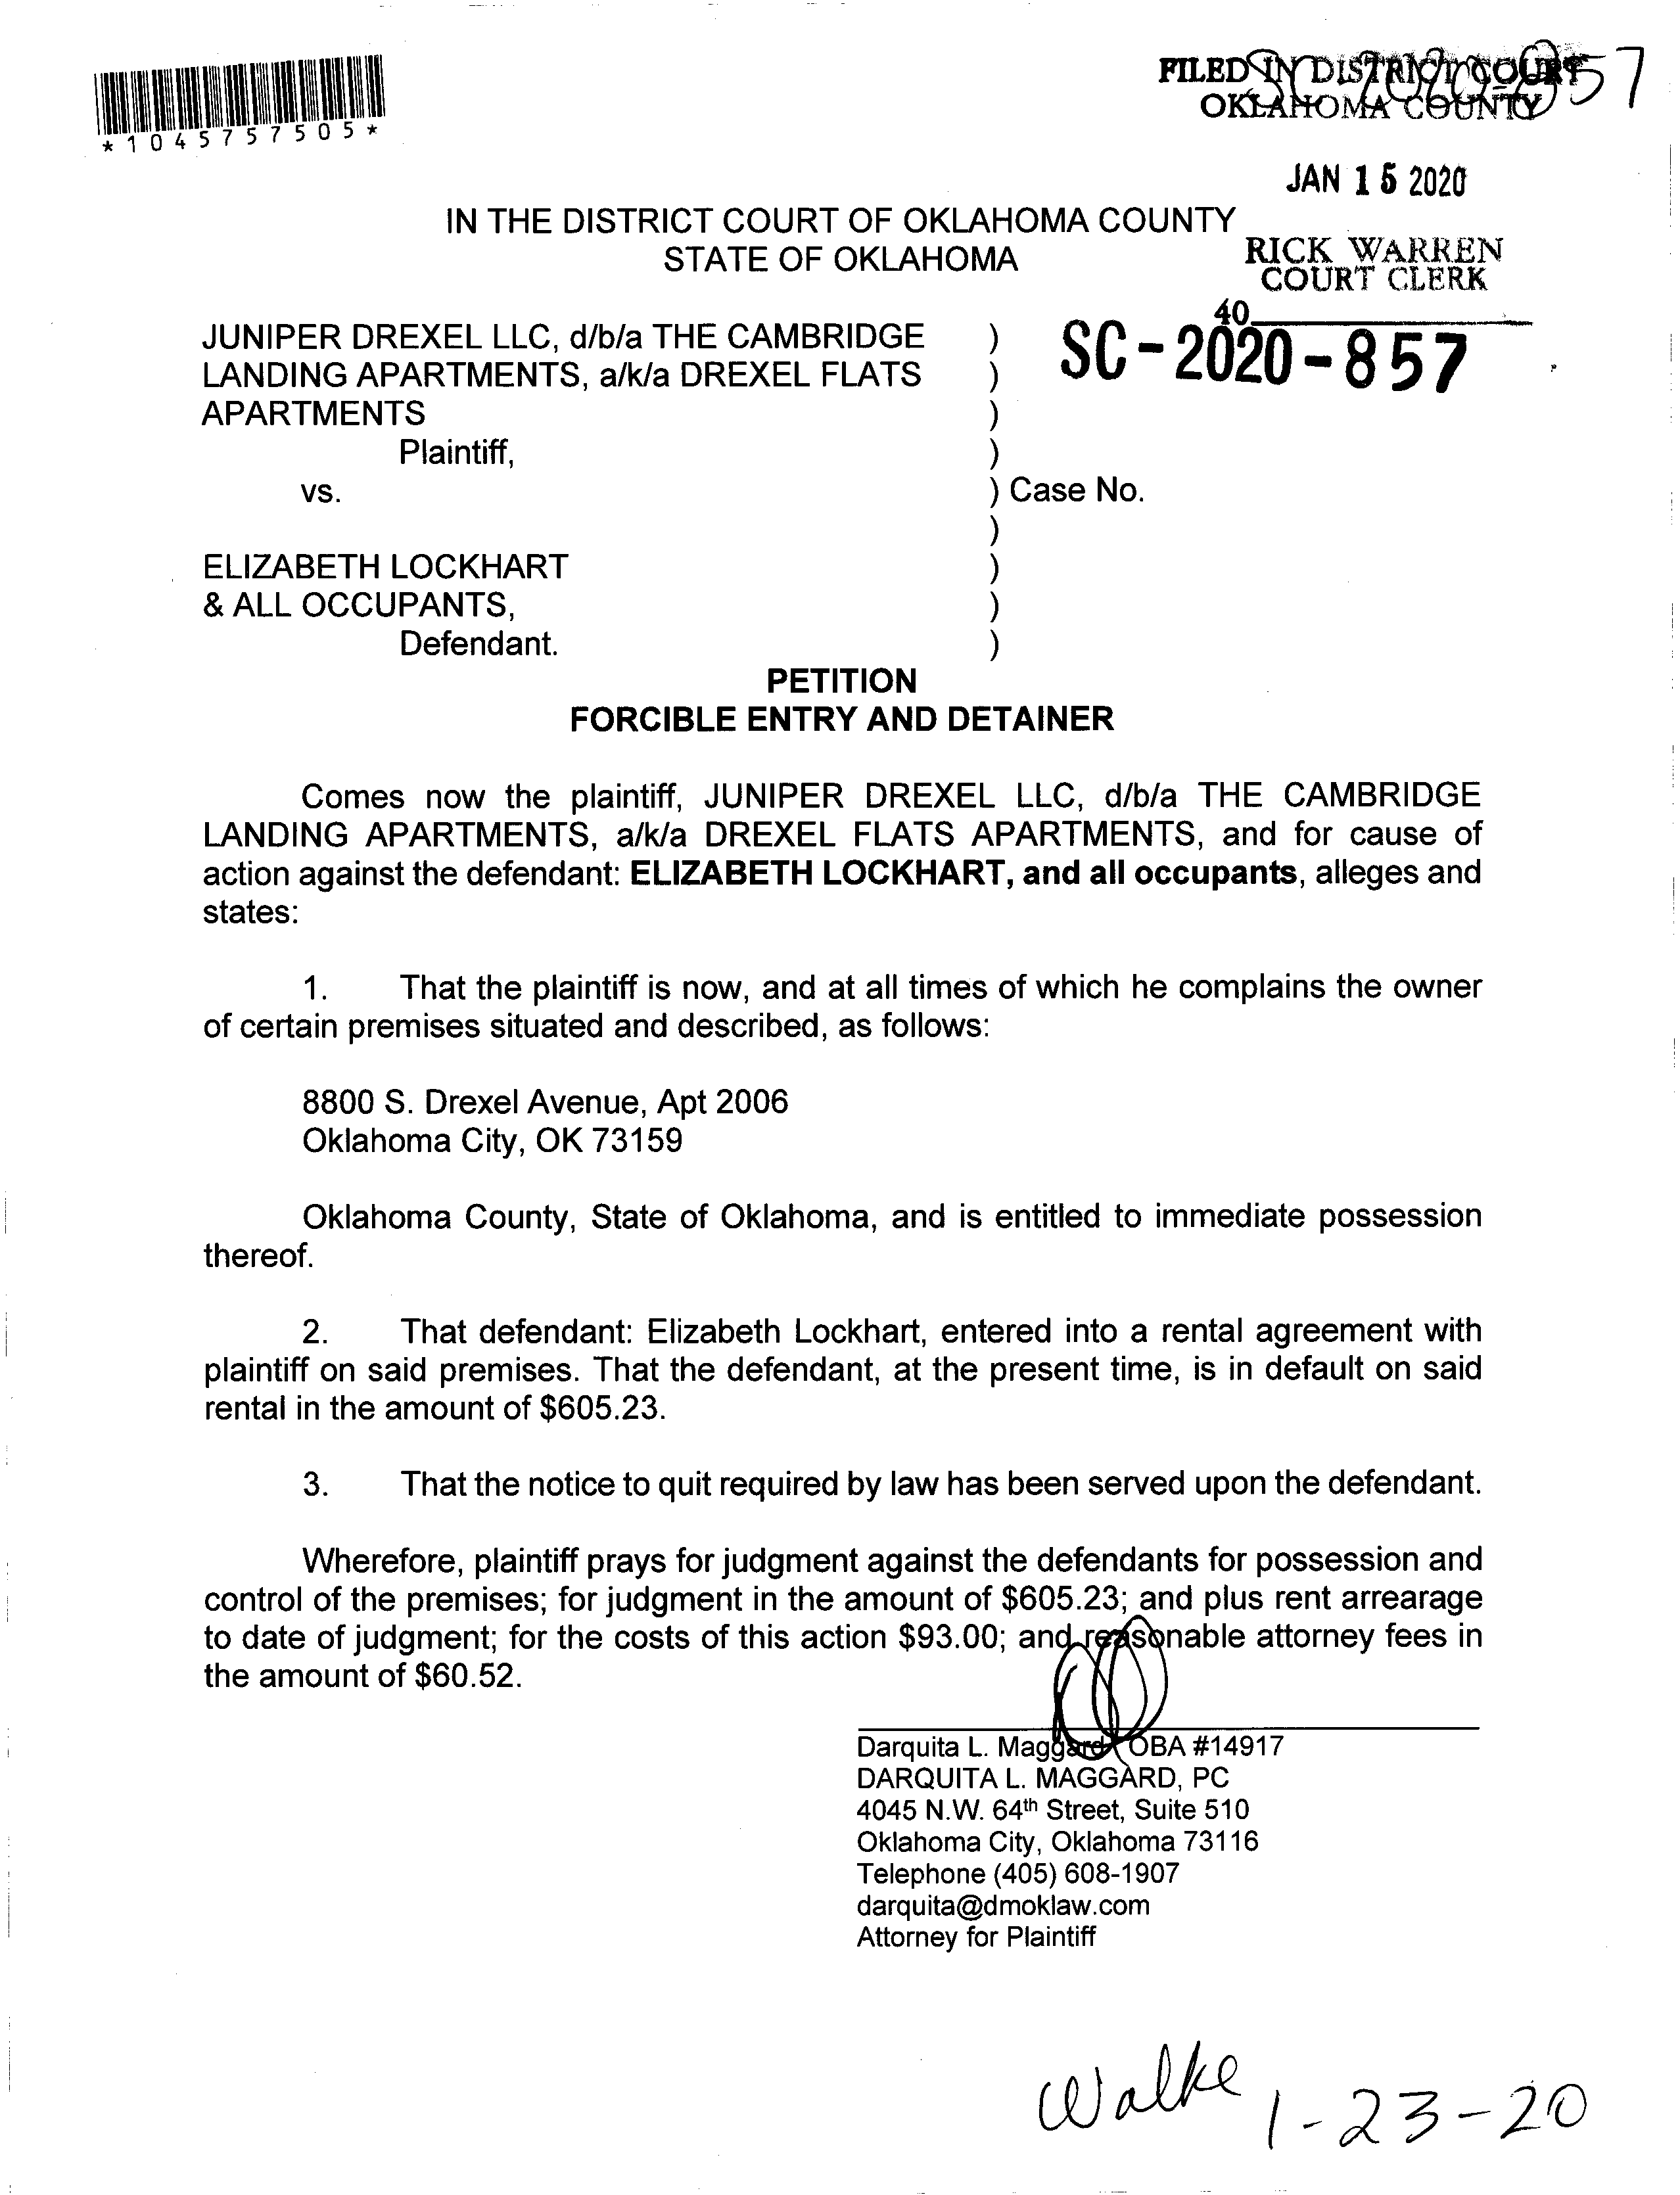 *1045757505*
SC-2020-857
FILED IN DISTRICT COURT
OKLAHOMA COUNTY
JAN 15 2020
IN THE DISTRICT COURT OF OKLAHOMA COUNTY
STATE OF OKLAHOMA
RICK WARREN
COURT CLERK
40
SC-2020-857
JUNIPER DREXEL LLC, d/b/a THE CAMBRIDGE )
LANDING APARTMENTS, a/k/a DREXEL FLATS )
APARTMENTS )
Plaintiff, )
vs. ) Case No.
)
ELIZABETH LOCKHART )
& ALL OCCUPANTS, )
Defendant. )
PETITION
FORCIBLE ENTRY AND DETAINER
Comes now the plaintiff, JUNIPER DREXEL LLC, d/b/a THE CAMBRIDGE
LANDING APARTMENTS, a/k/a DREXEL FLATS APARTMENTS, and for cause of
action against the defendant: ELIZABETH LOCKHART, and all occupants, alleges and
states:
1. That the plaintiff is now, and at all times of which he complains the owner
of certain premises situated and described, as follows:
8800 S. Drexel Avenue, Apt 2006
Oklahoma City, OK 73159
Oklahoma County, State of Oklahoma, and is entitled to immediate possession
thereof.
2. That defendant: Elizabeth Lockhart, entered into a rental agreement with
plaintiff on said premises. That the defendant, at the present time, is in default on said
rental in the amount of $605.23.
3. That the notice to quit required by law has been served upon the defendant.
Wherefore, plaintiff prays for judgment against the defendants for possession and
control of the premises; for judgment in the amount of $605.23; and plus rent arrearage
to date of judgment; for the costs of this action $93.00; and reasonable attorney fees in
the amount of $60.52.
Darquita L. Maggard OBA #14917
DARQUITA L. MAGGARD, PC
4045 N.W. 64th Street, Suite 510
Oklahoma City, Oklahoma 73116
Telephone (405) 608-1907
darquita@dmoklaw.com
Attorney for Plaintiff
Walke 1-23-20